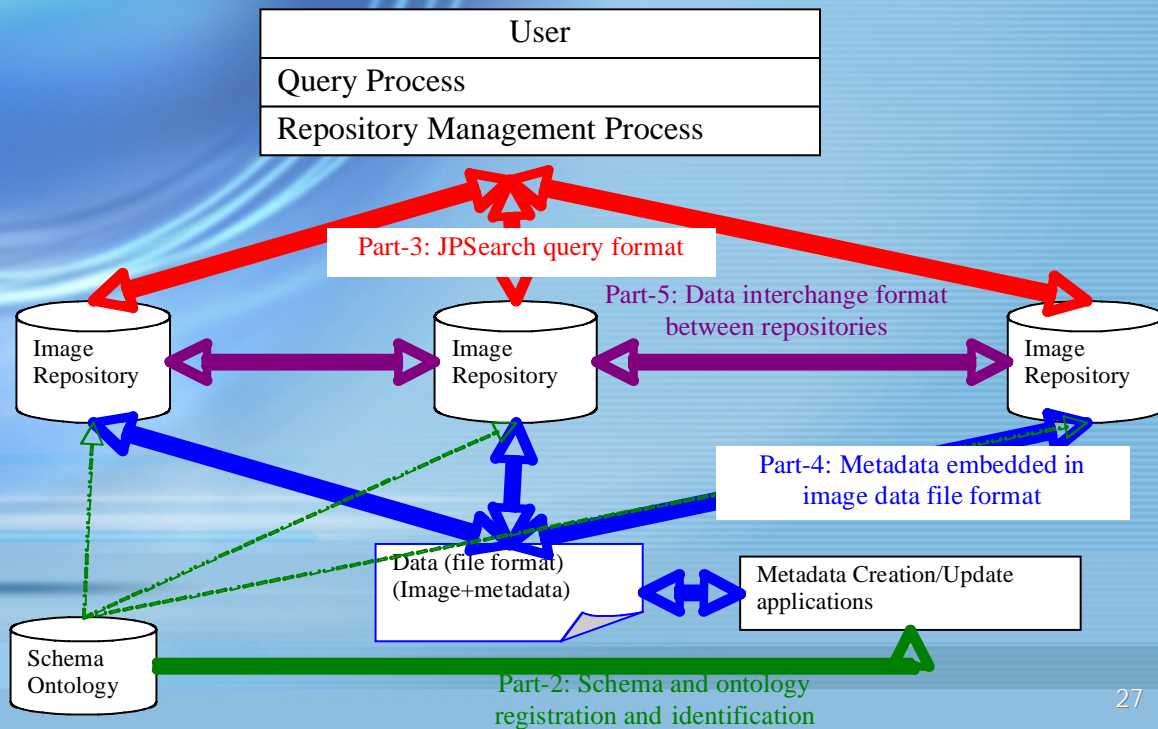 User
Query Process
Repository Management Process
Part-3: JPSearch query format
Part-5: Data interchange format
between repositories
Image
Repository
Image
Repository
Image
Repository
Part-4: Metadata embedded in
image data file format
Data (file format)
(Image+metadata)
Metadata Creation/Update
applications
Schema
Ontology
Part-2: Schema and ontology
registration and identification
27